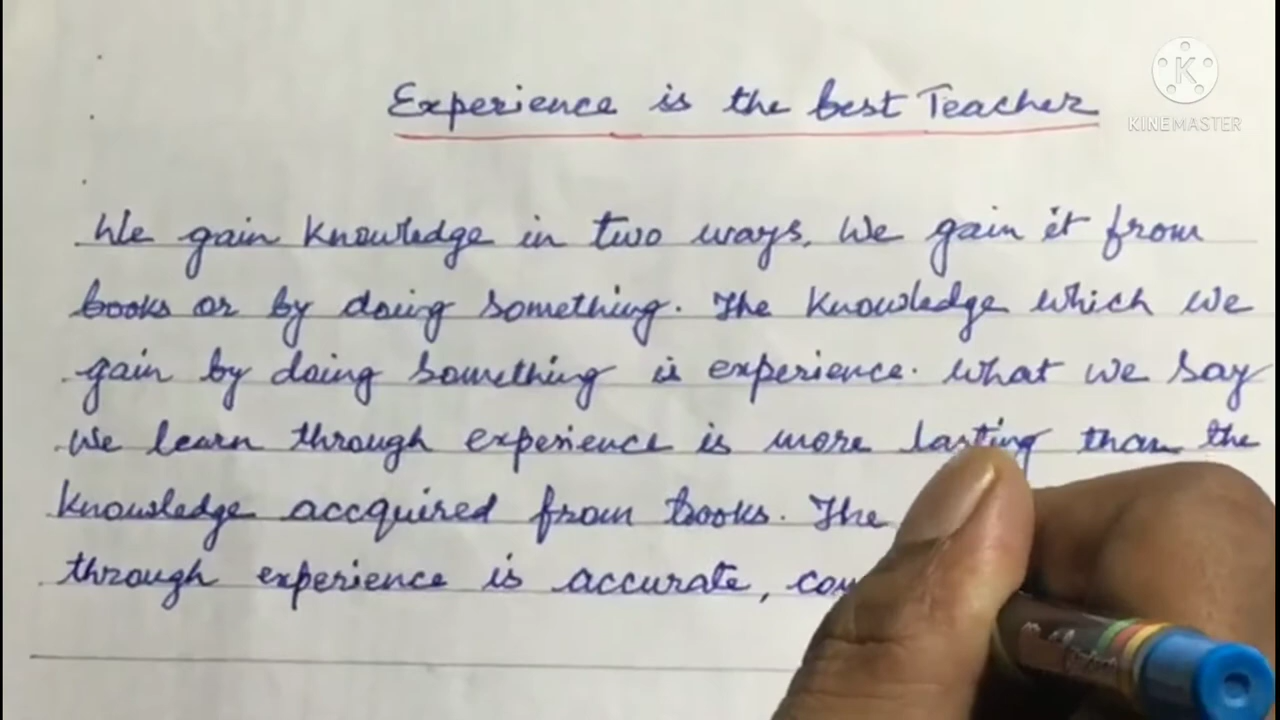 Experience is the best Teacher
KINEMASTER
We gain knowledge in two ways. We gain it from
books or by doing something. The knowledge which we
gain by doing something is experience. What we say
we learn through experience is more lasting than the
knowledge accquired from books. The
through experience is accurate,